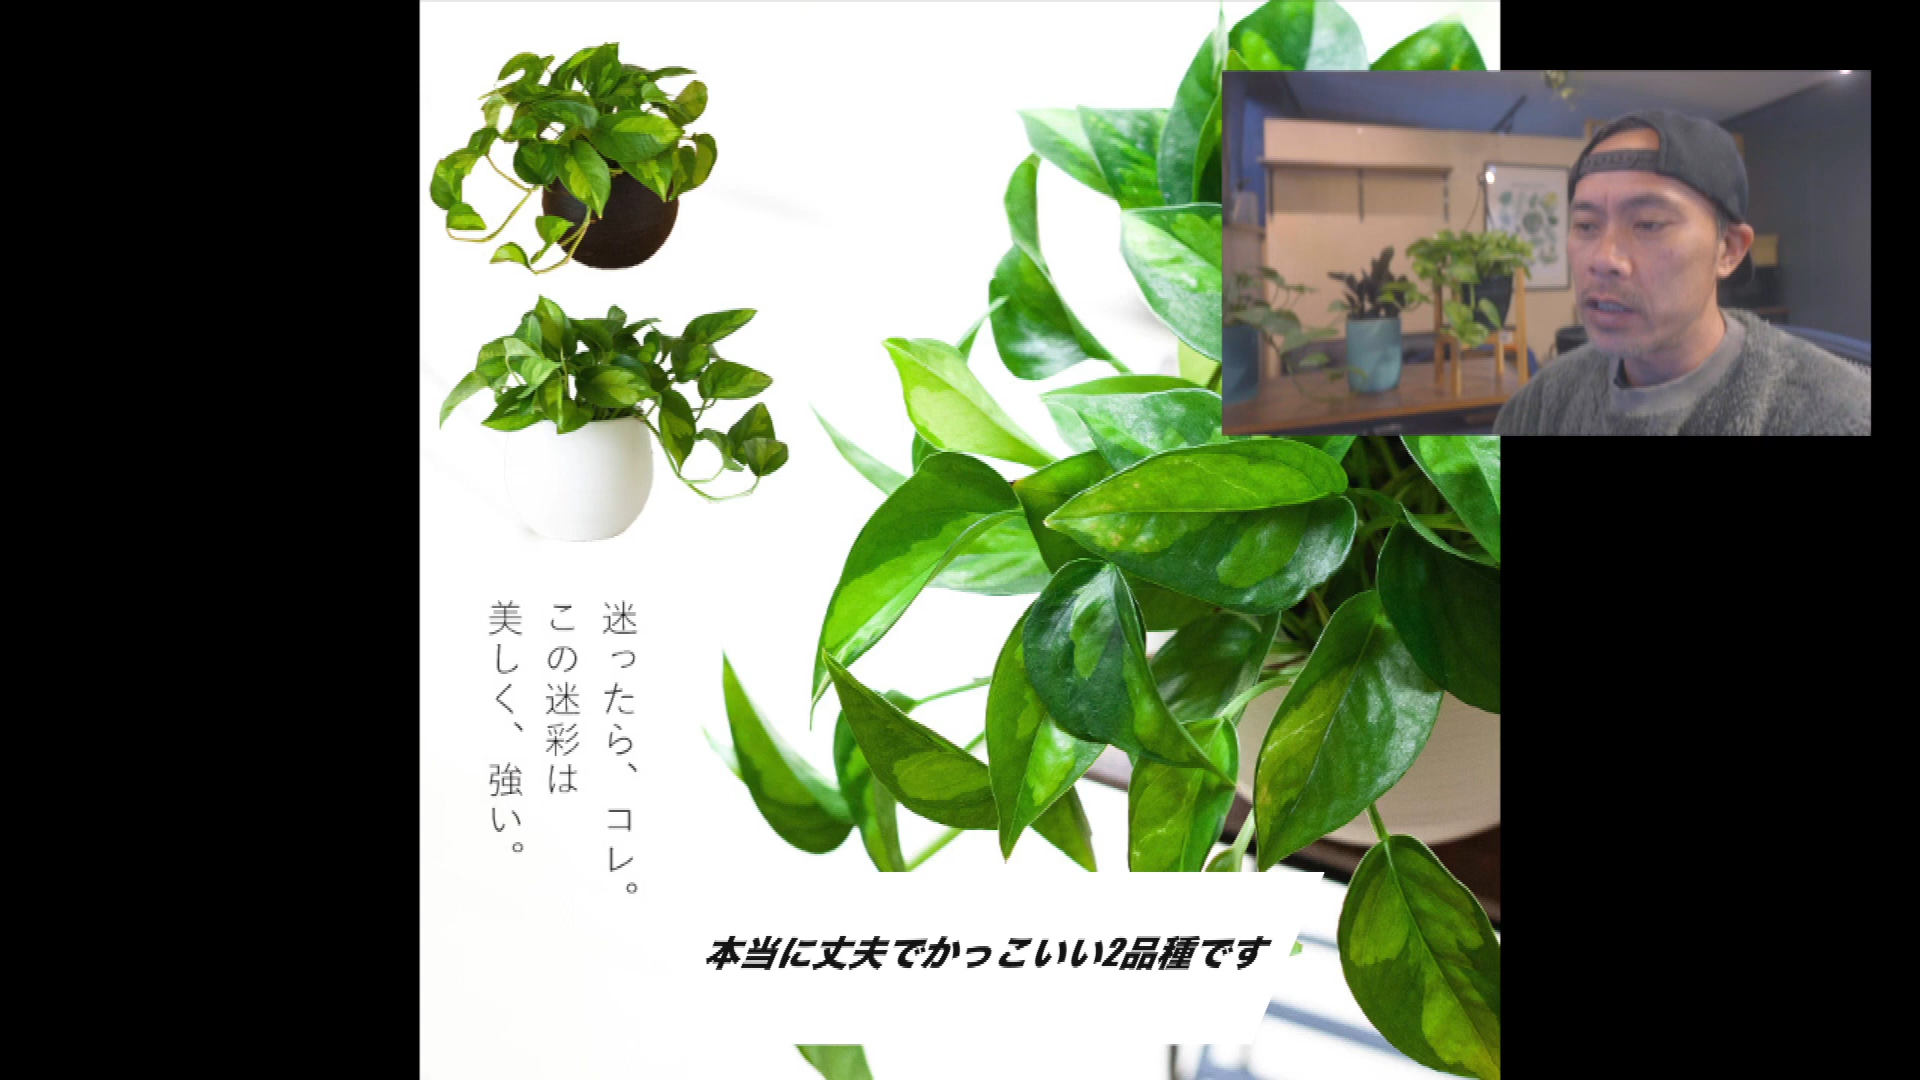 迷ったら、コレ。
この迷彩は
美しく、強い。
本当に丈夫でかっこいい2品種です